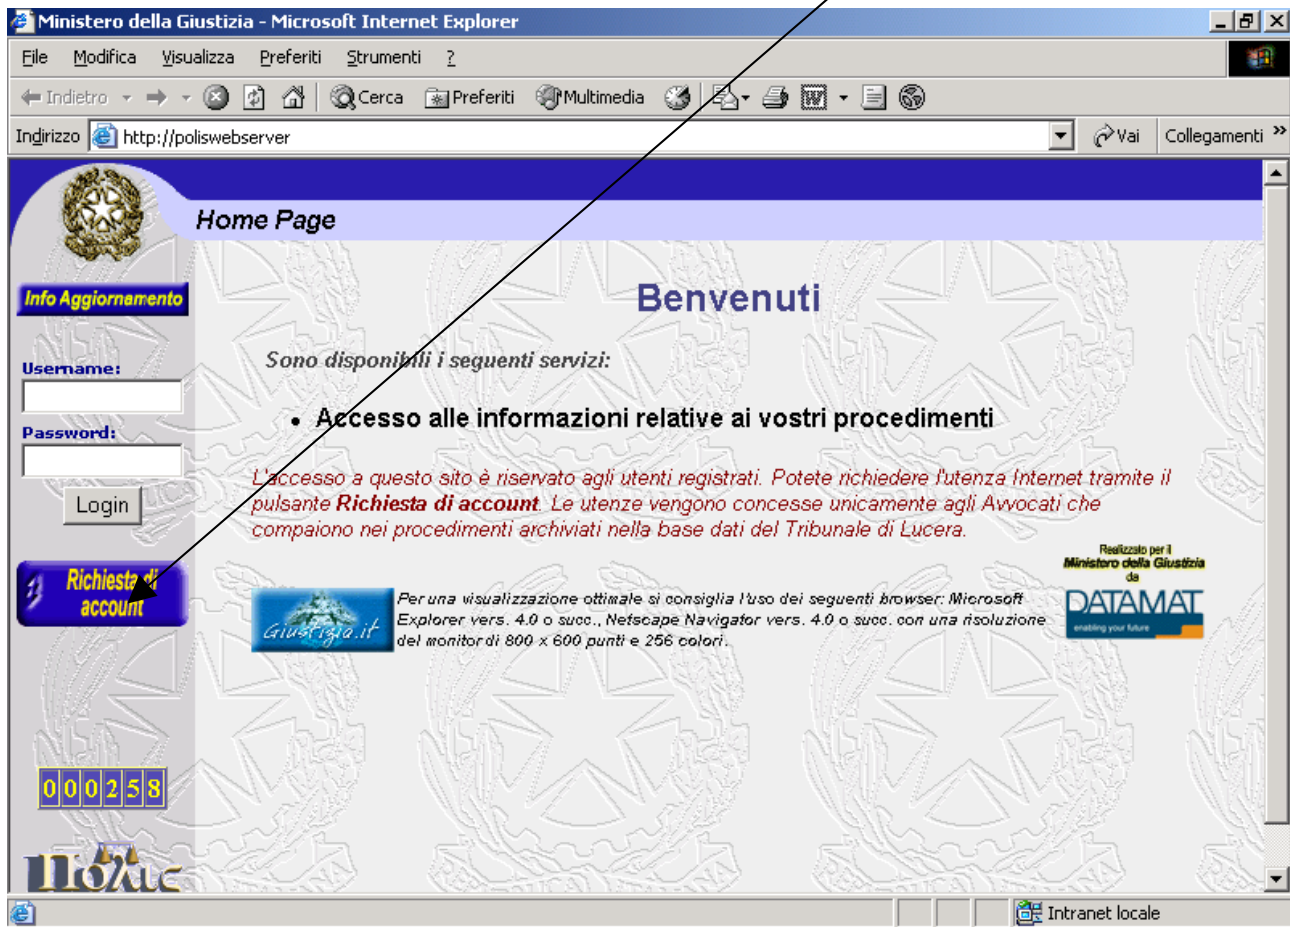 Ministero della Giustizia - Microsoft Internet Explorer
File Modifica Visualizza Preferiti Strumenti ?
Indietro Cerca Preferiti Multimedia
Indirizzo http://poliswebserver Vai Collegamenti »
Home Page
Info Aggiornamento
Benvenuti
Username:
Sono disponibili i seguenti servizi:
• Accesso alle informazioni relative ai vostri procedimenti
Password:
L'accesso a questo sito è riservato agli utenti registrati. Potete richiedere l'utenza Internet tramite il
pulsante Richiesta di account. Le utenze vengono concesse unicamente agli Avvocati che
compaiono nei procedimenti archiviati nella base dati del Tribunale di Lucera.
Login
Realizzato per il
Ministero della Giustizia
da
DATAMAT
enabling your future
Richiesta di
account
Giustizia.it
Per una visualizzazione ottimale si consiglia l'uso dei seguenti browser: Microsoft
Explorer vers. 4.0 o succ., Netscape Navigator vers. 4.0 o succ. con una risoluzione
del monitor di 800 x 600 punti e 256 colori.
000258
Πόλις
Intranet locale